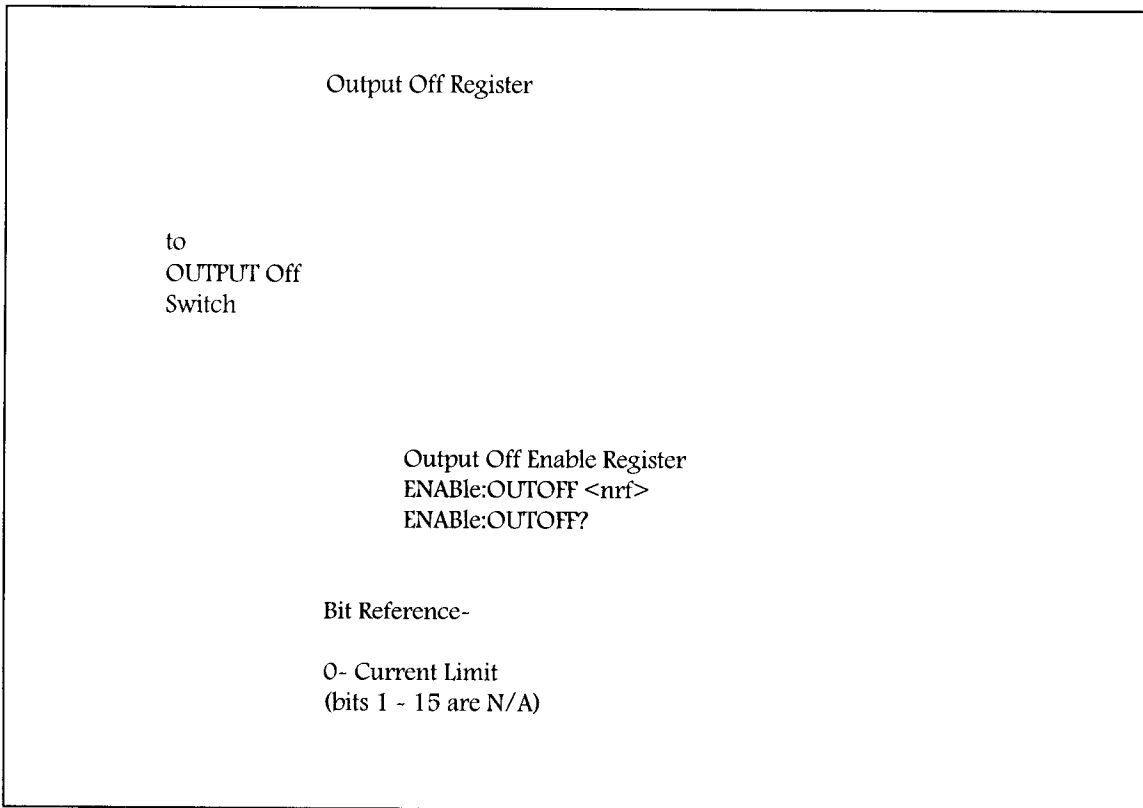 Output Off Register
to
OUTPUT Off
Switch
Output Off Enable Register
ENABle:OUTOFF <nrf>
ENABle:OUTOFF?
Bit Reference-
0- Current Limit
(bits 1 - 15 are N/A)